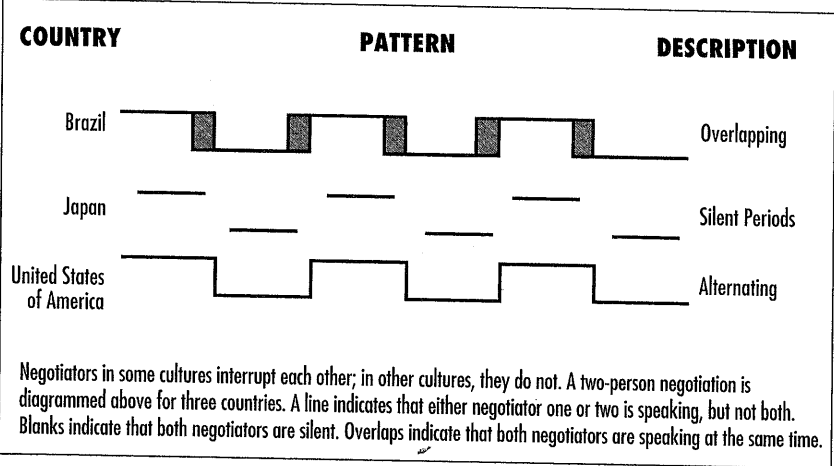 COUNTRY PATTERN DESCRIPTION
Brazil Overlapping
Japan Silent Periods
United States
of America Alternating
Negotiators in some cultures interrupt each other; in other cultures, they do not. A two-person negotiation is
diagrammed above for three countries. A line indicates that either negotiator one or two is speaking, but not both.
Blanks indicate that both negotiators are silent. Overlaps indicate that both negotiators are speaking at the same time.